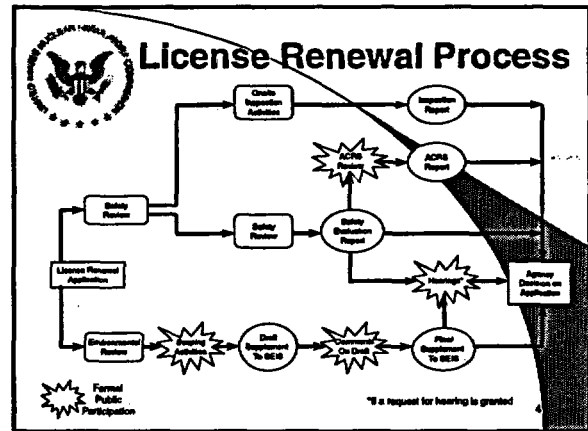 License Renewal Process
Onsite
Inspection
Activities
Inspection
Report
ACRS
Review
ACRS
Report
Safety
Review
Safety
Review
Safety
Evaluation
Report
License Renewal
Application
Hearings*
Agency
Decision on
Application
Environmental
Review
Scoping
Activities
Draft
Supplement
To GEIS
Comments
On Draft
Final
Supplement
To GEIS
Formal
Public
Participation
*If a request for hearing is granted
4